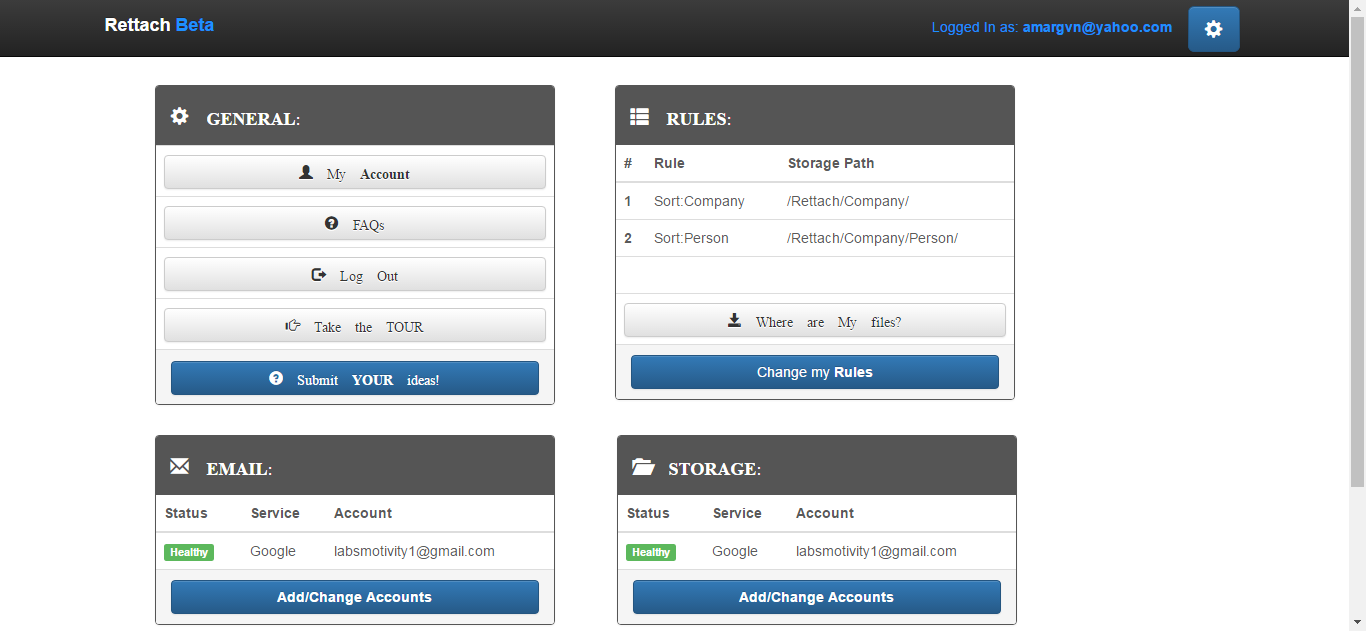 Rettach Beta
Logged In as: amargvn@yahoo.com
GENERAL:
My Account
FAQs
Log Out
Take the TOUR
Submit YOUR ideas!
RULES:
# Rule Storage Path
1 Sort:Company /Rettach/Company/
2 Sort:Person /Rettach/Company/Person/
Where are My files?
Change my Rules
EMAIL:
Status Service Account
Healthy Google labsmotivity1@gmail.com
Add/Change Accounts
STORAGE:
Status Service Account
Healthy Google labsmotivity1@gmail.com
Add/Change Accounts